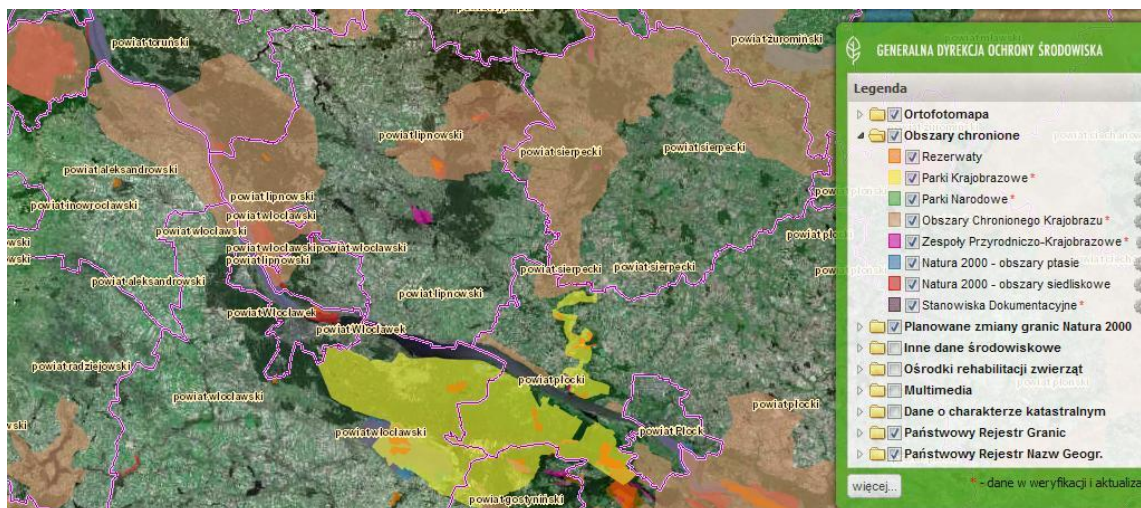 powiat toruński
powiat żuromiński
powiat lipnowski
powiat sierpecki
powiat sierpecki
powiat aleksandrowski
powiat inowrocławski
powiat lipnowski
powiat włocławski
powiat włocławski
powiat włocławski
powiat włocławski
powiat lipnowski
powiat sierpecki
powiat sierpecki
powiat aleksandrowski
powiat lipnowski
powiat Włocławek
powiat Włocławek
powiat radziejowski
powiat włocławski
powiat płocki
powiat płocki
powiat włocławski
powiat Płock
powiat gostyniński
GENERALNA DYREKCJA OCHRONY ŚRODOWISKA
Legenda
Ortofotomapa
Obszary chronione
Rezerwaty
Parki Krajobrazowe *
Parki Narodowe *
Obszary Chronionego Krajobrazu *
Zespoły Przyrodniczo-Krajobrazowe *
Natura 2000 - obszary ptasie
Natura 2000 - obszary siedliskowe
Stanowiska Dokumentacyjne *
Planowane zmiany granic Natura 2000
Inne dane środowiskowe
Ośrodki rehabilitacji zwierząt
Multimedia
Dane o charakterze katastralnym
Państwowy Rejestr Granic
Państwowy Rejestr Nazw Geogr.
więcej...
* - dane w weryfikacji i aktualiza